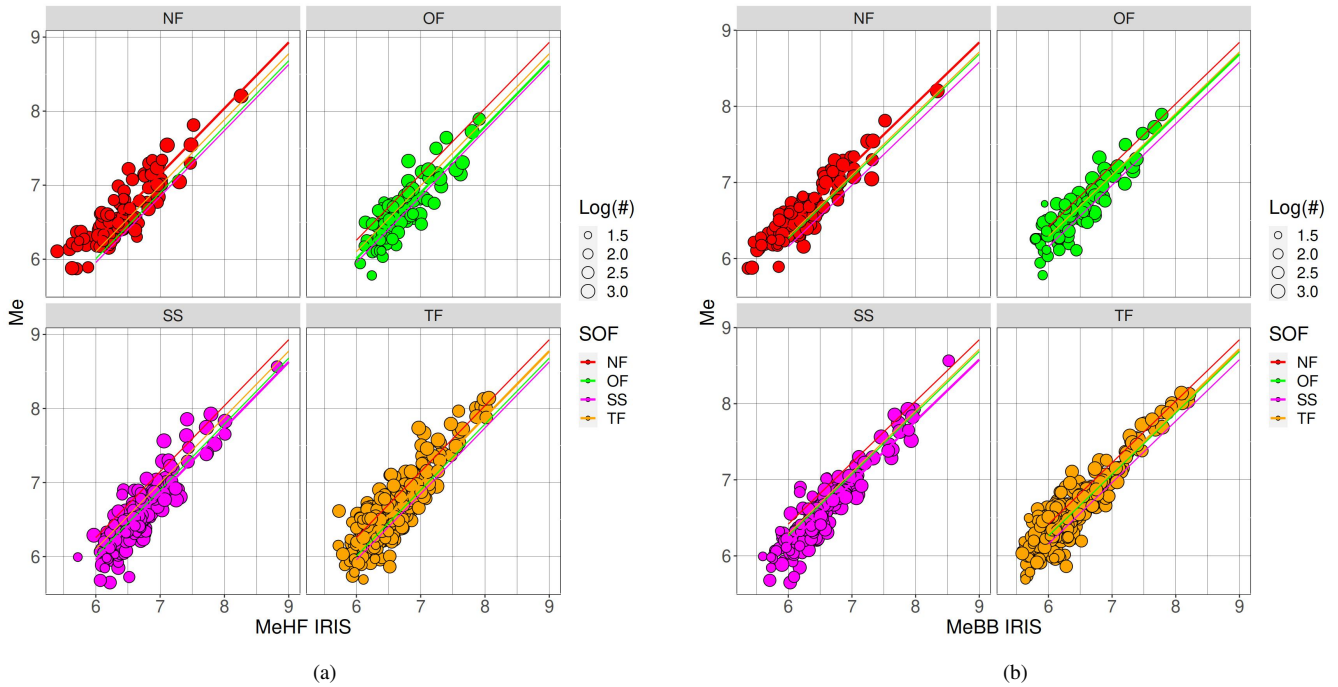 NF OF
9
8
7
6
SS TF
9
8
7
6
6 7 8 9 6 7 8 9
Me
MeHF IRIS
Log(#)
1.5
2.0
2.5
3.0
SOF
NF
OF
SS
TF
(a)
NF OF
9
8
7
6
SS TF
9
8
7
6
6 7 8 9 6 7 8 9
Me
MeBB IRIS
Log(#)
1.5
2.0
2.5
3.0
SOF
NF
OF
SS
TF
(b)